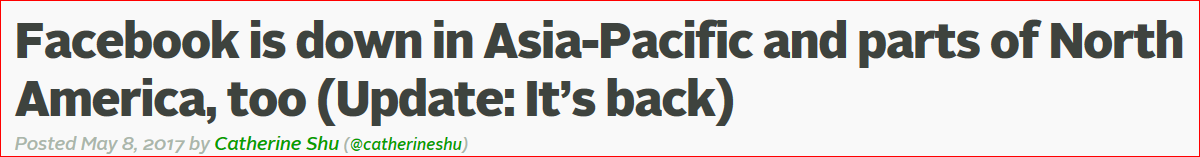 Facebook is down in Asia-Pacific and parts of North
America, too (Update: It’s back)
Posted May 8, 2017 by Catherine Shu (@catherineshu)